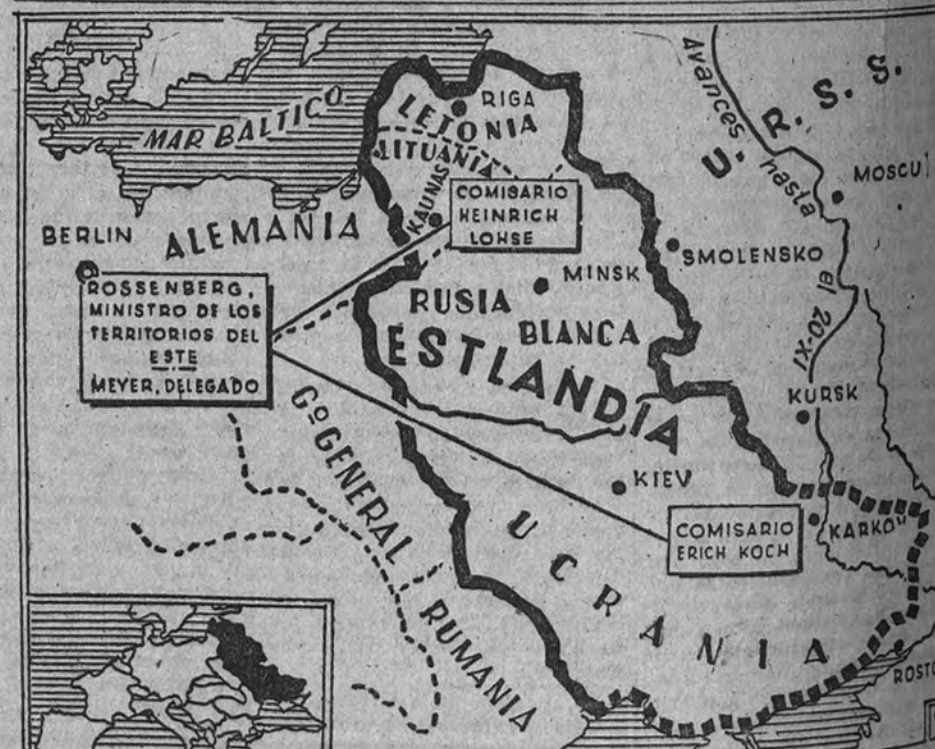 MAR BALTICO
LETONIA
RIGA
LITUANIA
KAUNAS
COMISARIO
HEINRICH
LOHSE
Avances hasta el 20-XI
U. R. S. S.
MOSCU
BERLIN
ALEMANIA
SMOLENSKO
MINSK
ROSSENBERG,
MINISTRO DE LOS
TERRITORIOS DEL
ESTE
MEYER, DELEGADO
RUSIA
BLANCA
ESTLANDIA
KURSK
Gº GENERAL
KIEV
COMISARIO
ERICH KOCH
KARKOH
UCRANIA
RUMANIA
ROSTO